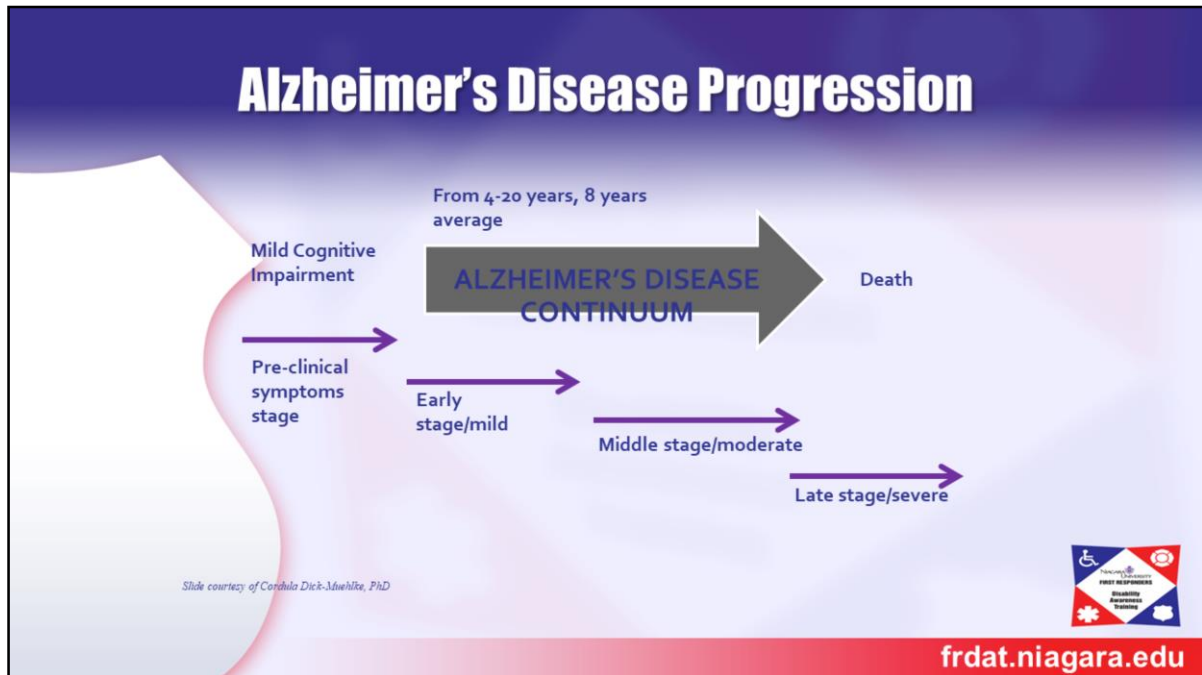 Alzheimer's Disease Progression
From 4-20 years, 8 years
average
Mild Cognitive
Impairment
ALZHEIMER'S DISEASE
CONTINUUM
Death
Pre-clinical
symptoms
stage
Early
stage/mild
Middle stage/moderate
Late stage/severe
Slide courtesy of Cordula Dick-Muehlke, PhD
NIAGARA
UNIVERSITY
FIRST RESPONDERS
Disability
Awareness
Training
frdat.niagara.edu